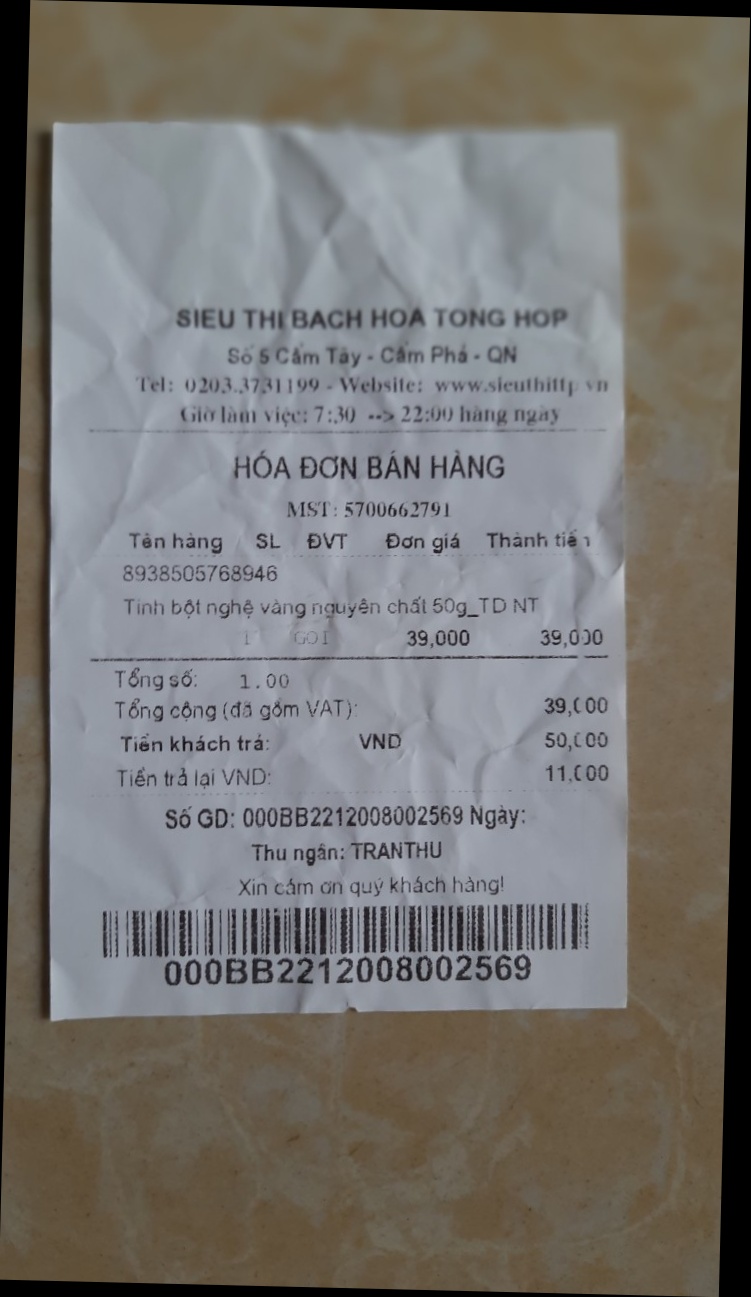 SIEU THI BACH HOA TONG HOP
Số 5 Cẩm Tây - Cẩm Phả - QN
Tel: 0203.3731199 - Website: www.sieuthittp.vn
Giờ làm việc: 7:30 --> 22:00 hàng ngày
HÓA ĐƠN BÁN HÀNG
MST: 5700662791
Tên hàng SL ĐVT Đơn giá Thành tiền
8938505768946
Tinh bột nghệ vàng nguyên chất 50g_TD NT
1 GOI 39,000 39,000
Tổng số: 1.00
Tổng cộng (đã gồm VAT): 39,000
Tiền khách trả: VND 50,000
Tiền trả lại VND: 11,000
Số GD: 000BB2212008002569 Ngày:
Thu ngân: TRANTHU
Xin cám ơn quý khách hàng!
000BB2212008002569